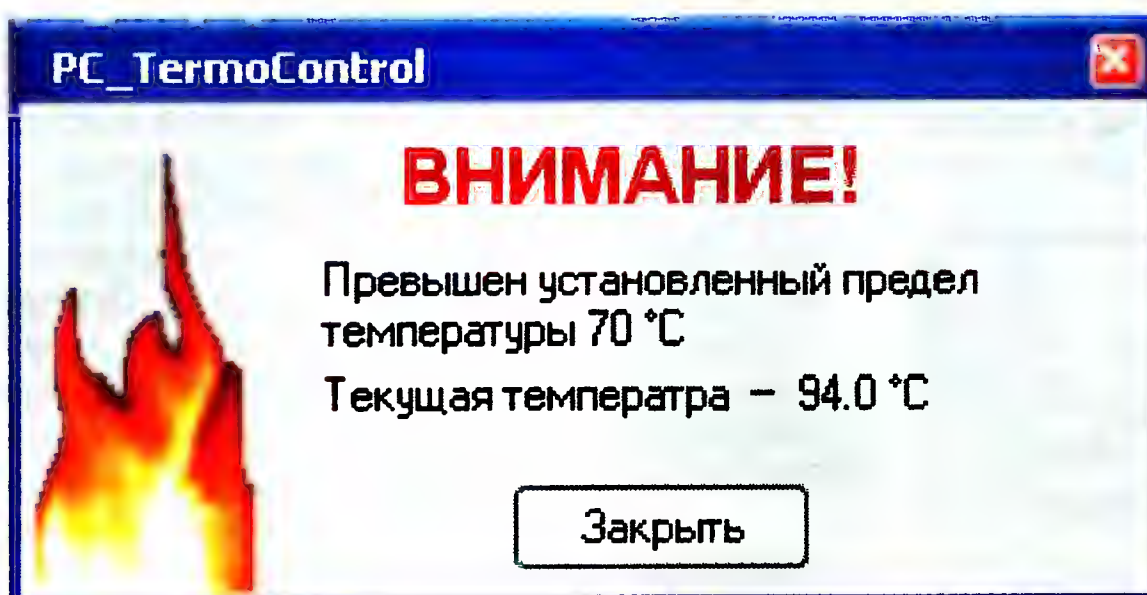 PC_TermoControl
ВНИМАНИЕ!
Превышен установленный предел
температуры 70 °C
Текущая температра – 94.0 °C
Закрыть